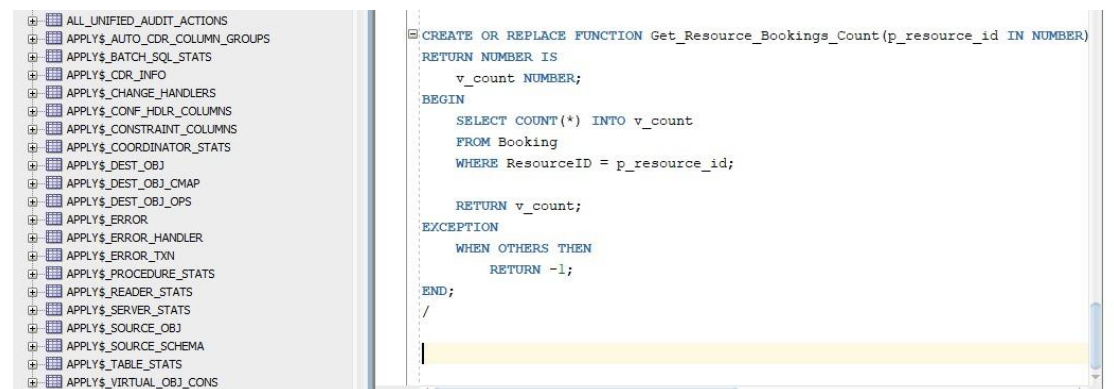 ALL_UNIFIED_AUDIT_ACTIONS
APPLY$_AUTO_CDR_COLUMN_GROUPS
APPLY$_BATCH_SQL_STATS
APPLY$_CDR_INFO
APPLY$_CHANGE_HANDLERS
APPLY$_CONF_HDLR_COLUMNS
APPLY$_CONSTRAINT_COLUMNS
APPLY$_COORDINATOR_STATS
APPLY$_DEST_OBJ
APPLY$_DEST_OBJ_CMAP
APPLY$_DEST_OBJ_OPS
APPLY$_ERROR
APPLY$_ERROR_HANDLER
APPLY$_ERROR_TXN
APPLY$_PROCEDURE_STATS
APPLY$_READER_STATS
APPLY$_SERVER_STATS
APPLY$_SOURCE_OBJ
APPLY$_SOURCE_SCHEMA
APPLY$_TABLE_STATS
APPLY$_VIRTUAL_OBJ_CONS
CREATE OR REPLACE FUNCTION Get_Resource_Bookings_Count(p_resource_id IN NUMBER)
RETURN NUMBER IS
    v_count NUMBER;
BEGIN
    SELECT COUNT(*) INTO v_count
    FROM Booking
    WHERE ResourceID = p_resource_id;
    RETURN v_count;
EXCEPTION
    WHEN OTHERS THEN
        RETURN -1;
END;
/